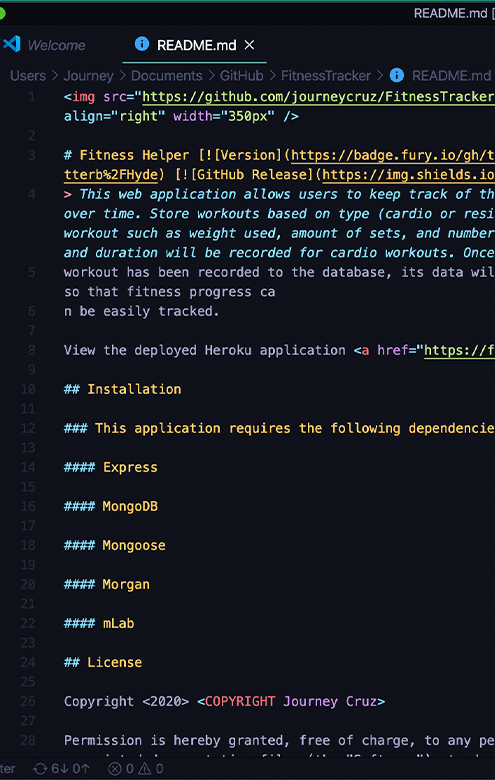 README.md [
Welcome README.md ×
Users > Journey > Documents > GitHub > FitnessTracker > README.md
1 <img src="https://github.com/journeycruz/FitnessTracker
align="right" width="350px" />
2
3 # Fitness Helper [![Version](https://badge.fury.io/gh/t
tterb%2FHyde) [![GitHub Release](https://img.shields.io
4 > This web application allows users to keep track of th
over time. Store workouts based on type (cardio or resi
workout such as weight used, amount of sets, and number
and duration will be recorded for cardio workouts. Once
5 workout has been recorded to the database, its data wil
so that fitness progress ca
6 n be easily tracked.
7
8 View the deployed Heroku application <a href="https://f
9
10 ## Installation
11
12 ### This application requires the following dependencie
13
14 #### Express
15
16 #### MongoDB
17
18 #### Mongoose
19
20 #### Morgan
21
22 #### mLab
23
24 ## License
25
26 Copyright <2020> <COPYRIGHT Journey Cruz>
27
28 Permission is hereby granted, free of charge, to any pe
ter 6↓ 0↑ 0 0